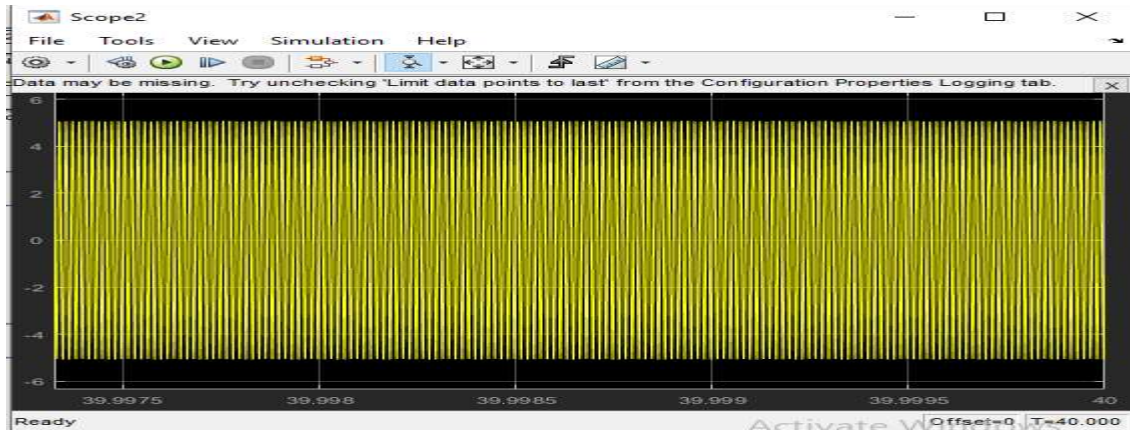 Scope2
File Tools View Simulation Help
Data may be missing. Try unchecking "Limit data points to last" from the Configuration Properties Logging tab.
6
4
2
0
-2
-4
-6
39.9975 39.998 39.9985 39.999 39.9995 40
Ready Activate Windows Offset=0 T=40.000